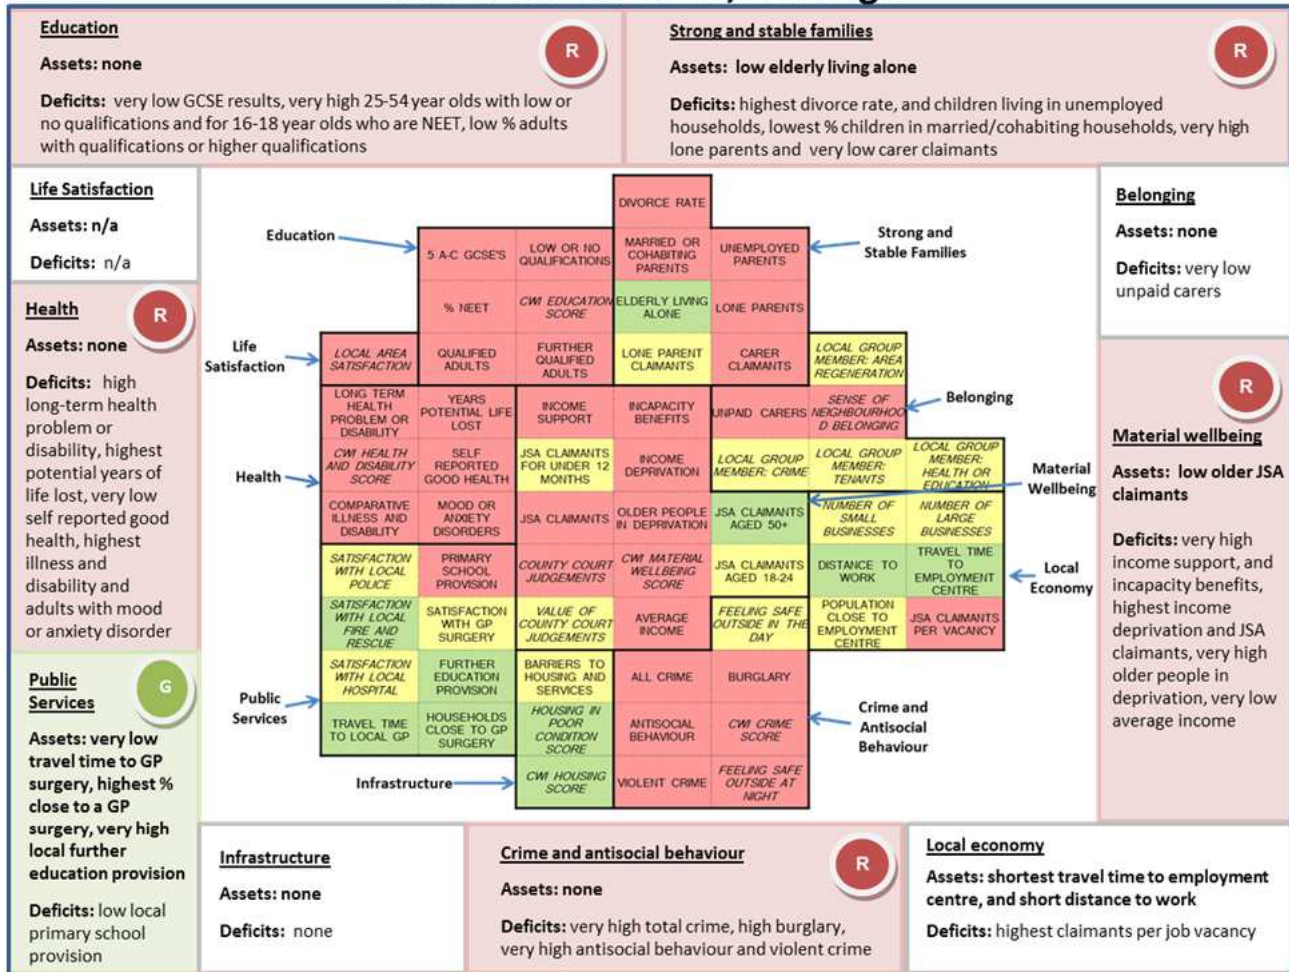 Education
Assets: none
Deficits: very low GCSE results, very high 25-54 year olds with low or
no qualifications and for 16-18 year olds who are NEET, low % adults
with qualifications or higher qualifications
R
Strong and stable families
Assets: low elderly living alone
Deficits: highest divorce rate, and children living in unemployed
households, lowest % children in married/cohabiting households, very high
lone parents and very low carer claimants
R
Life Satisfaction
Assets: n/a
Deficits: n/a
Health
R
Assets: none
Deficits: high
long-term health
problem or
disability, highest
potential years of
life lost, very low
self reported good
health, highest
illness and
disability and
adults with mood
or anxiety disorder
Public
Services
G
Assets: very low
travel time to GP
surgery, highest %
close to a GP
surgery, very high
local further
education provision
Deficits: low local
primary school
provision
Education
Strong and
Stable Families
Life
Satisfaction
Belonging
Health
Material
Wellbeing
Local
Economy
Public
Services
Crime and
Antisocial
Behaviour
Infrastructure
DIVORCE RATE
5 A-C GCSE'S
LOW OR NO
QUALIFICATIONS
MARRIED OR
COHABITING
PARENTS
UNEMPLOYED
PARENTS
% NEET
CWI EDUCATION
SCORE
ELDERLY LIVING
ALONE
LONE PARENTS
LOCAL AREA
SATISFACTION
QUALIFIED
ADULTS
FURTHER
QUALIFIED
ADULTS
LONE PARENT
CLAIMANTS
CARER
CLAIMANTS
LOCAL GROUP
MEMBER: AREA
REGENERATION
LONG TERM
HEALTH
PROBLEM OR
DISABILITY
YEARS
POTENTIAL LIFE
LOST
INCOME
SUPPORT
INCAPACITY
BENEFITS
UNPAID CARERS
SENSE OF
NEIGHBOURHOO
D BELONGING
CWI HEALTH
AND DISABILITY
SCORE
SELF
REPORTED
GOOD HEALTH
JSA CLAIMANTS
FOR UNDER 12
MONTHS
INCOME
DEPRIVATION
LOCAL GROUP
MEMBER: CRIME
LOCAL GROUP
MEMBER:
TENANTS
LOCAL GROUP
MEMBER:
HEALTH OR
EDUCATION
COMPARATIVE
ILLNESS AND
DISABILITY
MOOD OR
ANXIETY
DISORDERS
JSA CLAIMANTS
OLDER PEOPLE
IN DEPRIVATION
JSA CLAIMANTS
AGED 50+
NUMBER OF
SMALL
BUSINESSES
NUMBER OF
LARGE
BUSINESSES
SATISFACTION
WITH LOCAL
POLICE
PRIMARY
SCHOOL
PROVISION
COUNTY COURT
JUDGEMENTS
CWI MATERIAL
WELLBEING
SCORE
JSA CLAIMANTS
AGED 18-24
DISTANCE TO
WORK
TRAVEL TIME
TO
EMPLOYMENT
CENTRE
SATISFACTION
WITH LOCAL
FIRE AND
RESCUE
SATISFACTION
WITH GP
SURGERY
VALUE OF
COUNTY COURT
JUDGEMENTS
AVERAGE
INCOME
FEELING SAFE
OUTSIDE IN THE
DAY
POPULATION
CLOSE TO
EMPLOYMENT
CENTRE
JSA CLAIMANTS
PER VACANCY
SATISFACTION
WITH LOCAL
HOSPITAL
FURTHER
EDUCATION
PROVISION
BARRIERS TO
HOUSING AND
SERVICES
ALL CRIME
BURGLARY
TRAVEL TIME
TO LOCAL GP
HOUSEHOLDS
CLOSE TO GP
SURGERY
HOUSING IN
POOR
CONDITION
SCORE
ANTISOCIAL
BEHAVIOUR
CWI CRIME
SCORE
CWI HOUSING
SCORE
VIOLENT CRIME
FEELING SAFE
OUTSIDE AT
NIGHT
Belonging
Assets: none
Deficits: very low
unpaid carers
R
Material wellbeing
Assets: low older JSA
claimants
Deficits: very high
income support, and
incapacity benefits,
highest income
deprivation and JSA
claimants, very high
older people in
deprivation, very low
average income
Infrastructure
Assets: none
Deficits: none
Crime and antisocial behaviour
R
Assets: none
Deficits: very high total crime, high burglary,
very high antisocial behaviour and violent crime
Local economy
Assets: shortest travel time to employment
centre, and short distance to work
Deficits: highest claimants per job vacancy